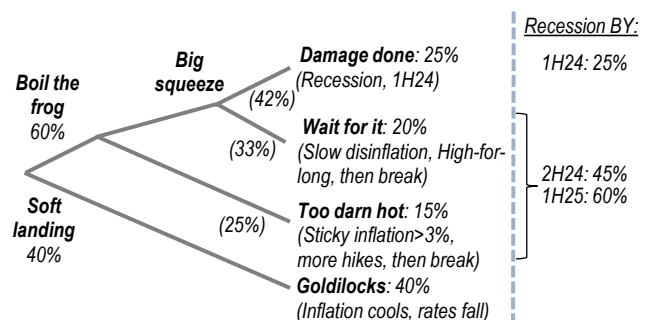 Recession BY:
Damage done: 25%
(Recession, 1H24)
1H24: 25%
Big
squeeze
Boil the
frog
60%
(42%)
(33%)
Wait for it: 20%
(Slow disinflation, High-for-
long, then break)
2H24: 45%
1H25: 60%
(25%)
Too darn hot: 15%
(Sticky inflation>3%,
more hikes, then break)
Soft
landing
40%
Goldilocks: 40%
(Inflation cools, rates fall)